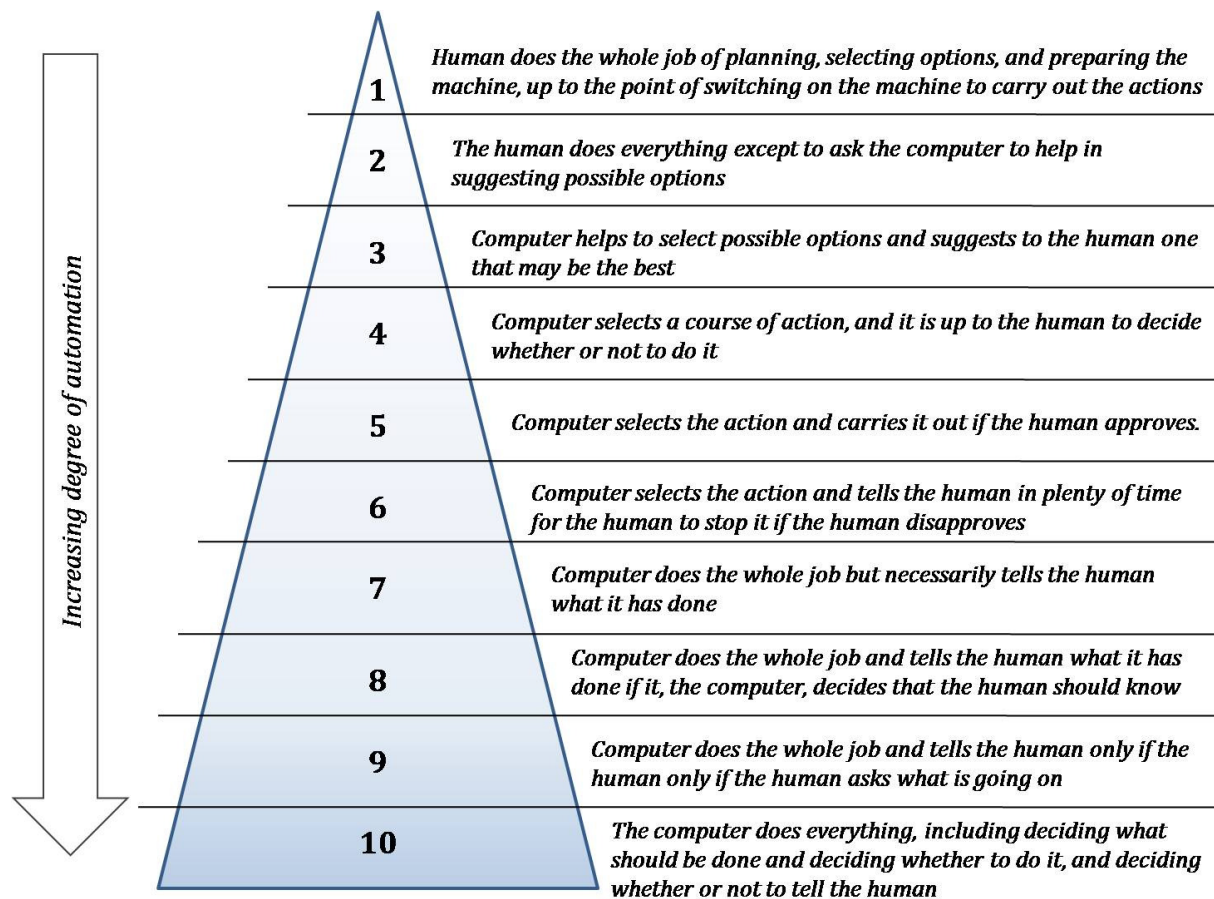 Increasing degree of automation
1
Human does the whole job of planning, selecting options, and preparing the
machine, up to the point of switching on the machine to carry out the actions
2
The human does everything except to ask the computer to help in
suggesting possible options
3
Computer helps to select possible options and suggests to the human one
that may be the best
4
Computer selects a course of action, and it is up to the human to decide
whether or not to do it
5
Computer selects the action and carries it out if the human approves.
6
Computer selects the action and tells the human in plenty of time
for the human to stop it if the human disapproves
7
Computer does the whole job but necessarily tells the human
what it has done
8
Computer does the whole job and tells the human what it has
done if it, the computer, decides that the human should know
9
Computer does the whole job and tells the human only if the
human only if the human asks what is going on
10
The computer does everything, including deciding what
should be done and deciding whether to do it, and deciding
whether or not to tell the human